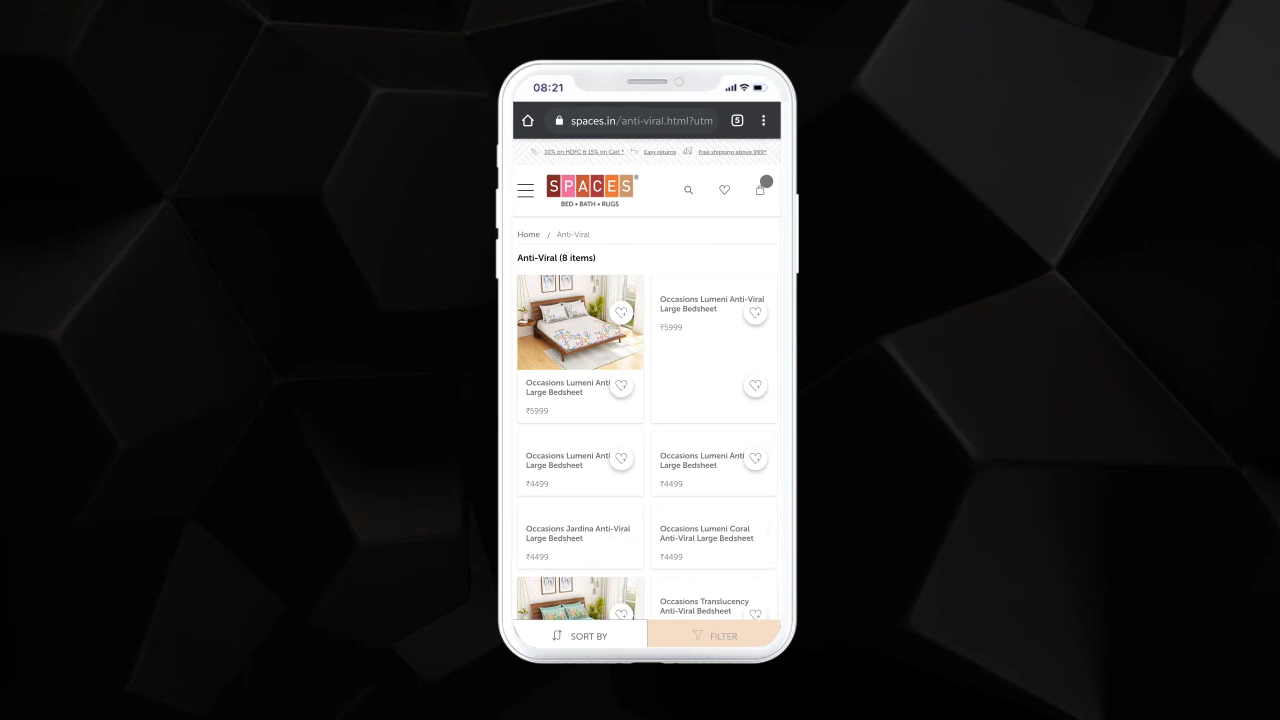 08:21
spaces.in/anti-viral.html?utm
5
10% on HDFC & 15% on Cart * Easy returns Free shipping above 999*
SPACES®
BED • BATH • RUGS
Home / Anti-Viral
Anti-Viral (8 items)
Occasions Lumeni Anti-Viral
Large Bedsheet
₹5999
Occasions Lumeni Anti
Large Bedsheet
₹5999
Occasions Lumeni Anti
Large Bedsheet
₹4499
Occasions Lumeni Anti
Large Bedsheet
₹4499
Occasions Jardina Anti-Viral
Large Bedsheet
₹4499
Occasions Lumeni Coral
Anti-Viral Large Bedsheet
₹4499
Occasions Translucency
Anti-Viral Bedsheet
SORT BY
FILTER